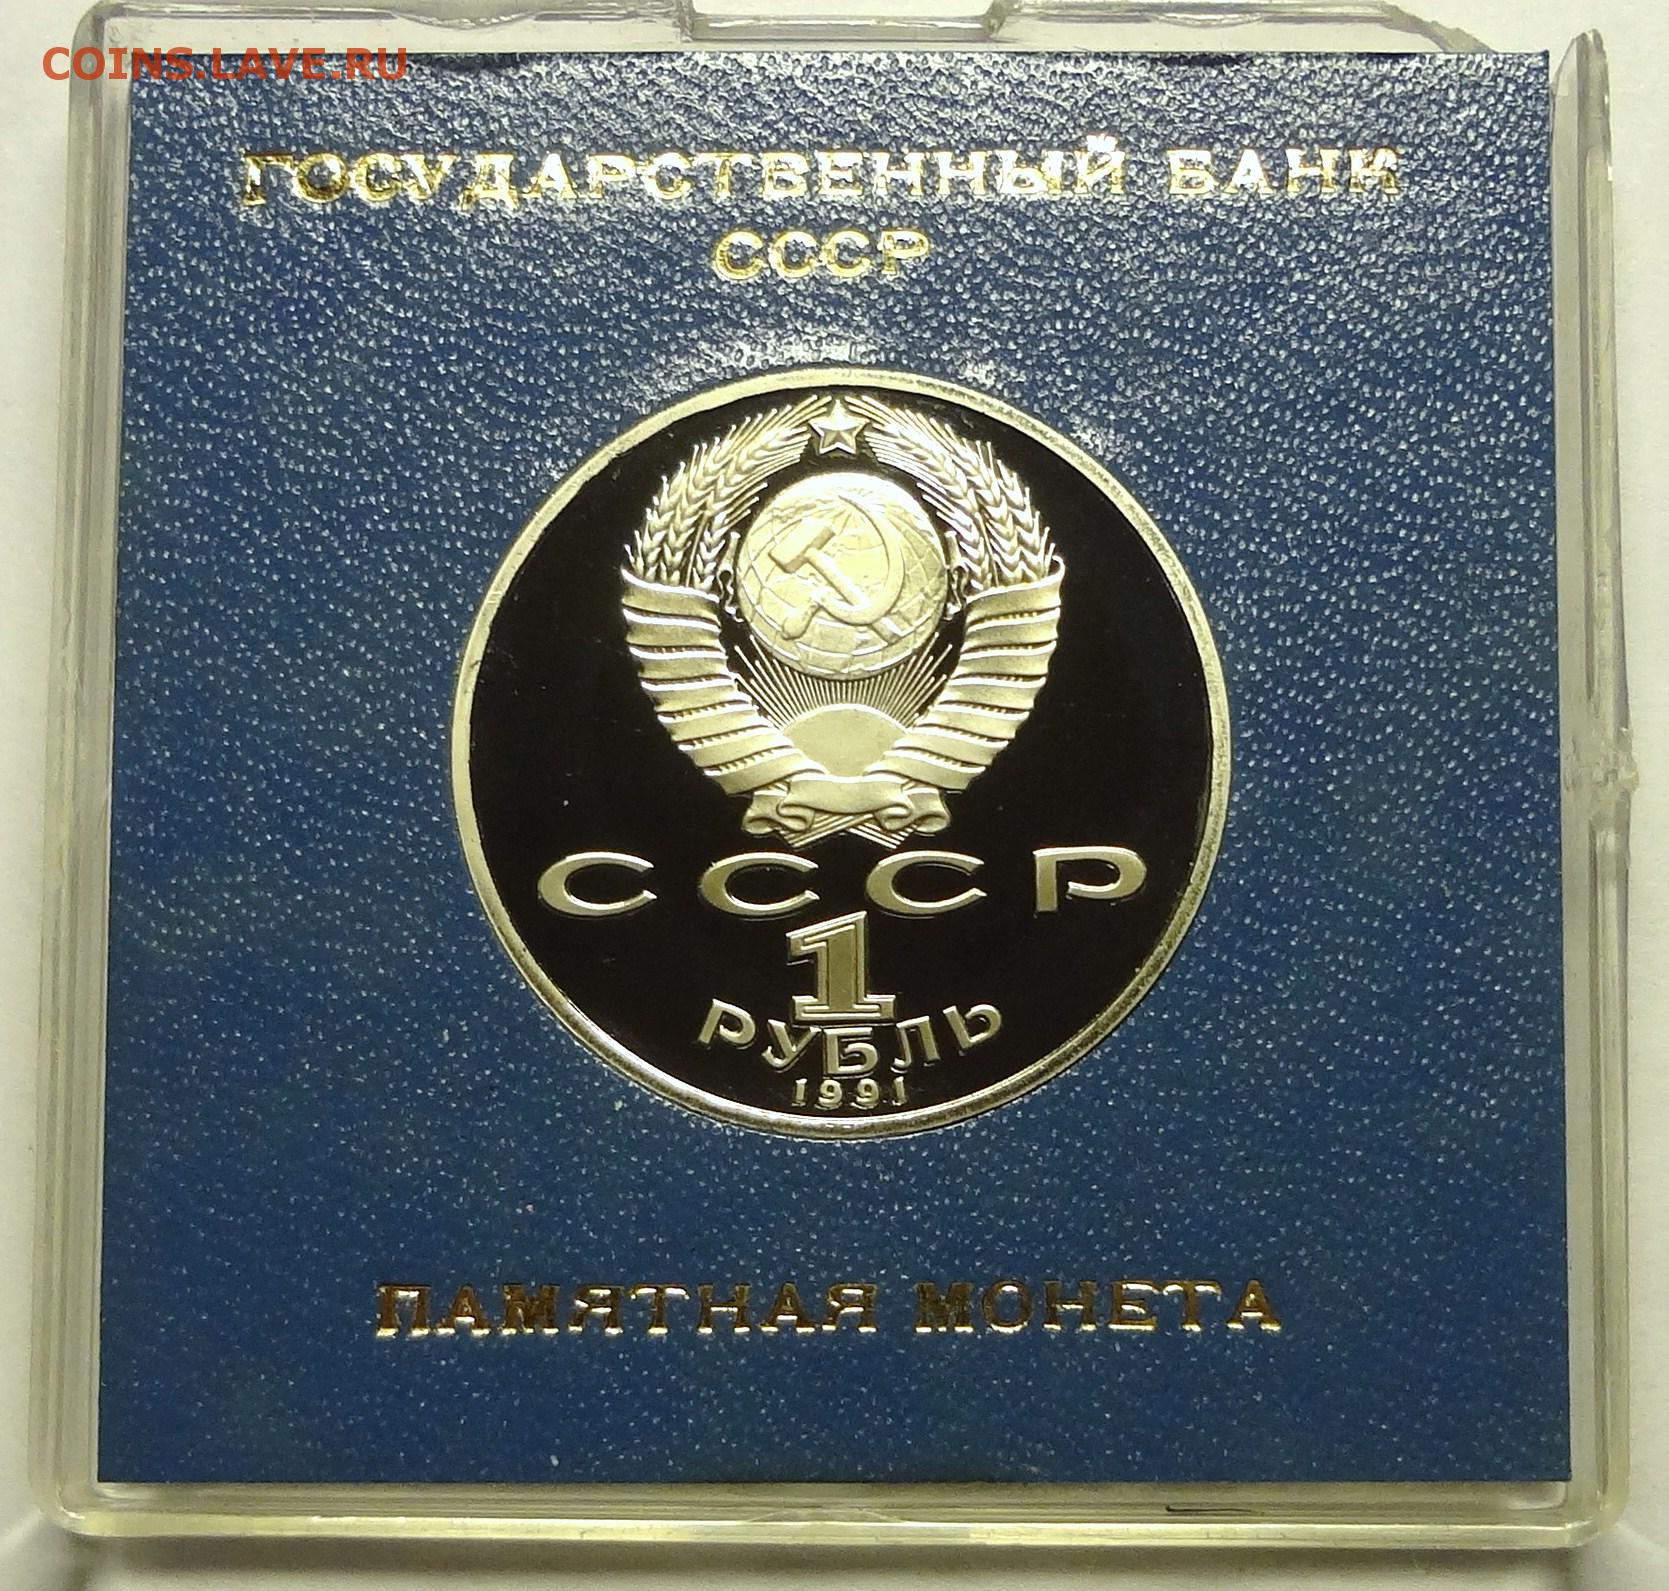 COINS.LAVE.RU
ГОСУДАРСТВЕННЫЙ БАНК
СССР
СССР
1
РУБЛЬ
1991
ПАМЯТНАЯ МОНЕТА